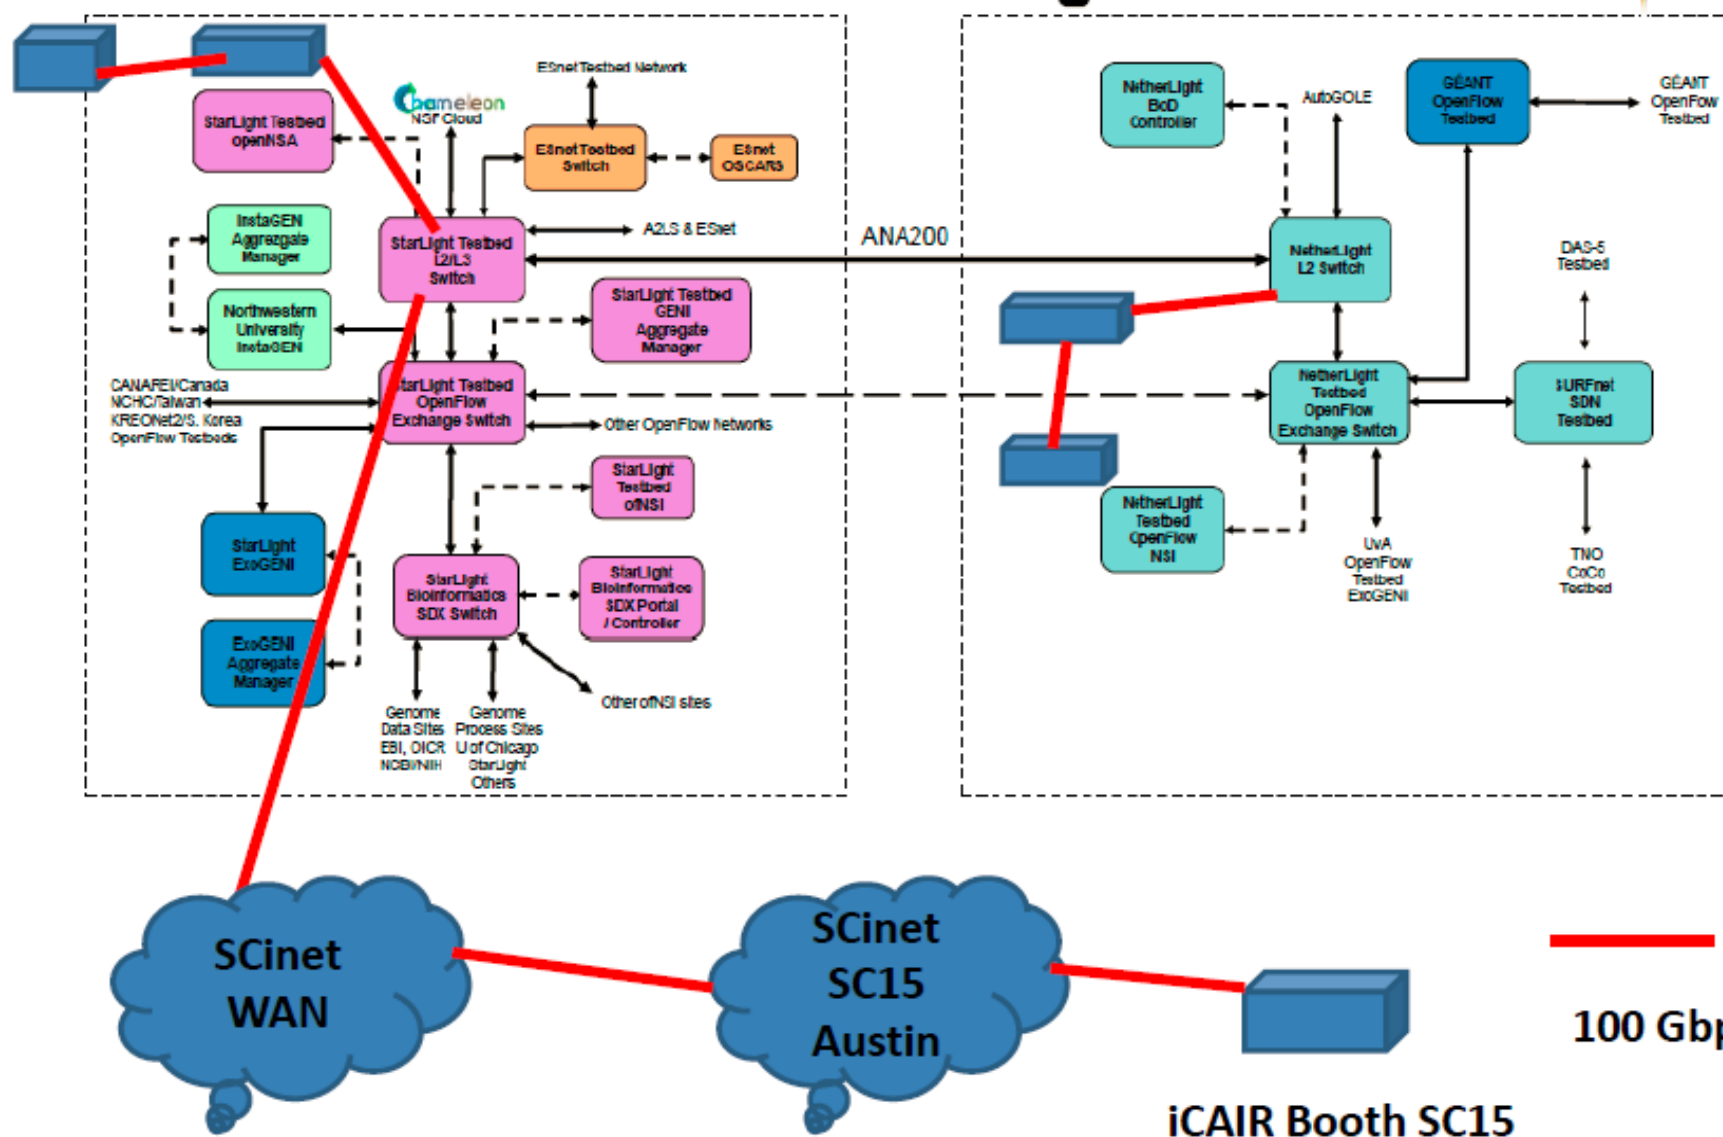 ESnet Testbed Network
Chameleon
NSF Cloud
StarLight Testbed
openNSA
ESnet Testbed
Switch
ESnet
OSCARS
InstaGEN
Aggrezgate
Manager
StarLight Testbed
L2/L3
Switch
A2LS & ESnet
ANA200
Northwestern
University
InstaGENI
StarLight Testbed
GENI
Aggregate
Manager
CANAREI/Canada
NCHC/Taiwan
KREONet2/S. Korea
OpenFlow Testbeds
StarLight Testbed
OpenFlow
Exchange Switch
Other OpenFlow Networks
StarLight
Testbed
ofNSI
StarLight
ExoGENI
StarLight
Bioinformatics
SDX Switch
StarLight
Bioinformatics
SDX Portal
/ Controller
ExoGENI
Aggregate
Manager
Other ofNSI sites
Genome
Data Sites
EBI, OICR
NCBI/NIH
Genome
Process Sites
U of Chicago
StarLight
Others
NetherLight
BoD
Controller
AutoGOLE
GÉANT
OpenFlow
Testbed
GÉANT
OpenFow
Testbed
NetherLight
L2 Switch
DAS-5
Testbed
NetherLight
Testbed
OpenFlow
Exchange Switch
SURFnet
SDN
Testbed
NetherLight
Testbed
OpenFlow
NSI
UvA
OpenFlow
Testbed
ExoGENI
TNO
CoCo
Testbed
SCinet
WAN
SCinet
SC15
Austin
100 Gbp
iCAIR Booth SC15